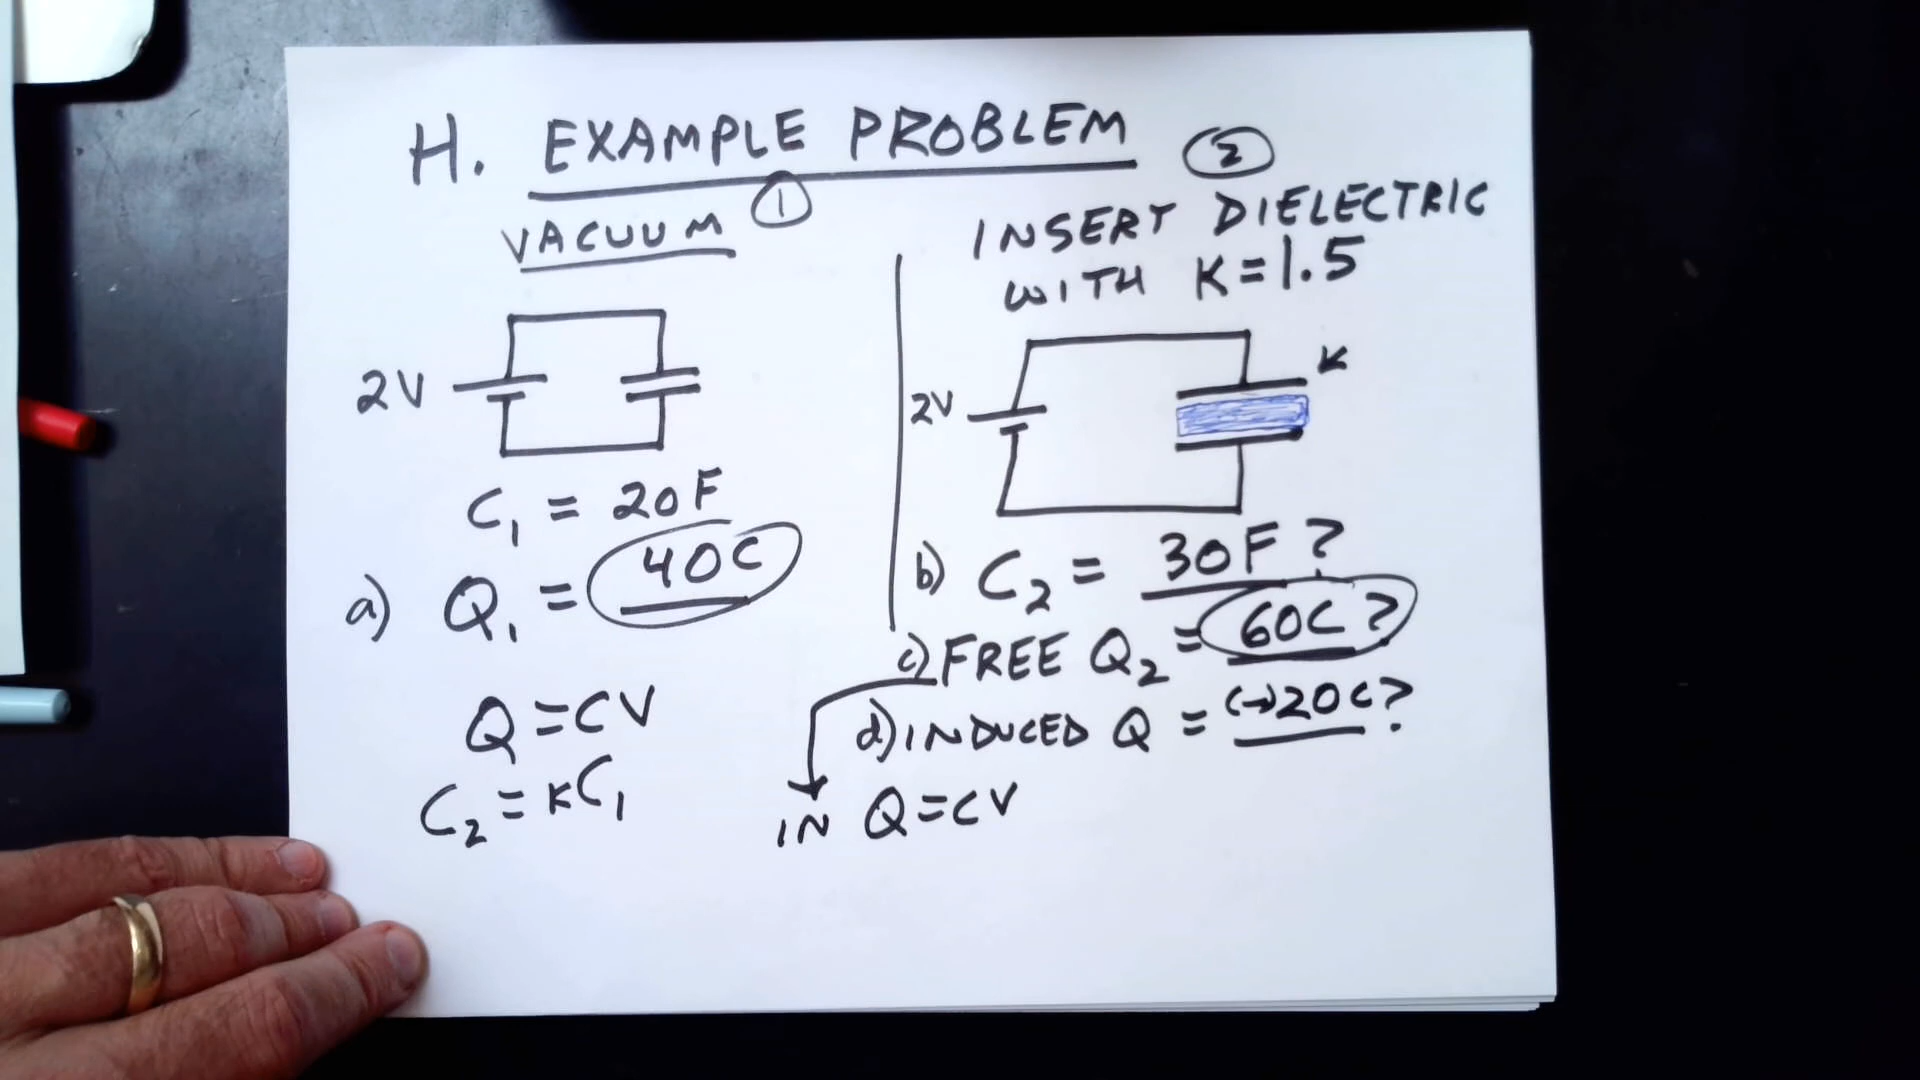 H. EXAMPLE PROBLEM
VACUUM ①
2V
C₁ = 20F
a) Q₁ = 40C
Q = CV
C₂ = KC₁
②
INSERT DIELECTRIC
WITH K = 1.5
K
2V
b) C₂ = 30F ?
c) FREE Q₂ = 60C ?
d) INDUCED Q = (-) 20C ?
IN Q = CV